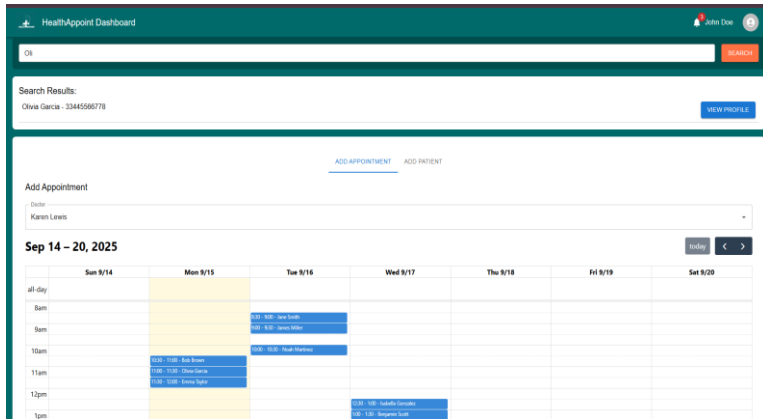 HealthAppoint Dashboard
3
John Doe
Oli
SEARCH
Search Results:
Olivia Garcia - 33445566778
VIEW PROFILE
ADD APPOINTMENT ADD PATIENT
Add Appointment
Doctor
Karen Lewis
Sep 14 – 20, 2025
today
Sun 9/14 Mon 9/15 Tue 9/16 Wed 9/17 Thu 9/18 Fri 9/19 Sat 9/20
all-day
8am
8:30 - 9:00 - Jane Smith
9am
9:00 - 9:30 - James Miller
10am
10:00 - 10:30 - Noah Martinez
10:30 - 11:00 - Bob Brown
11am
11:00 - 11:30 - Olivia Garcia
11:30 - 12:00 - Emma Taylor
12pm
12:30 - 1:00 - Isabella Gonzalez
1pm
1:00 - 1:30 - Benjamin Scott